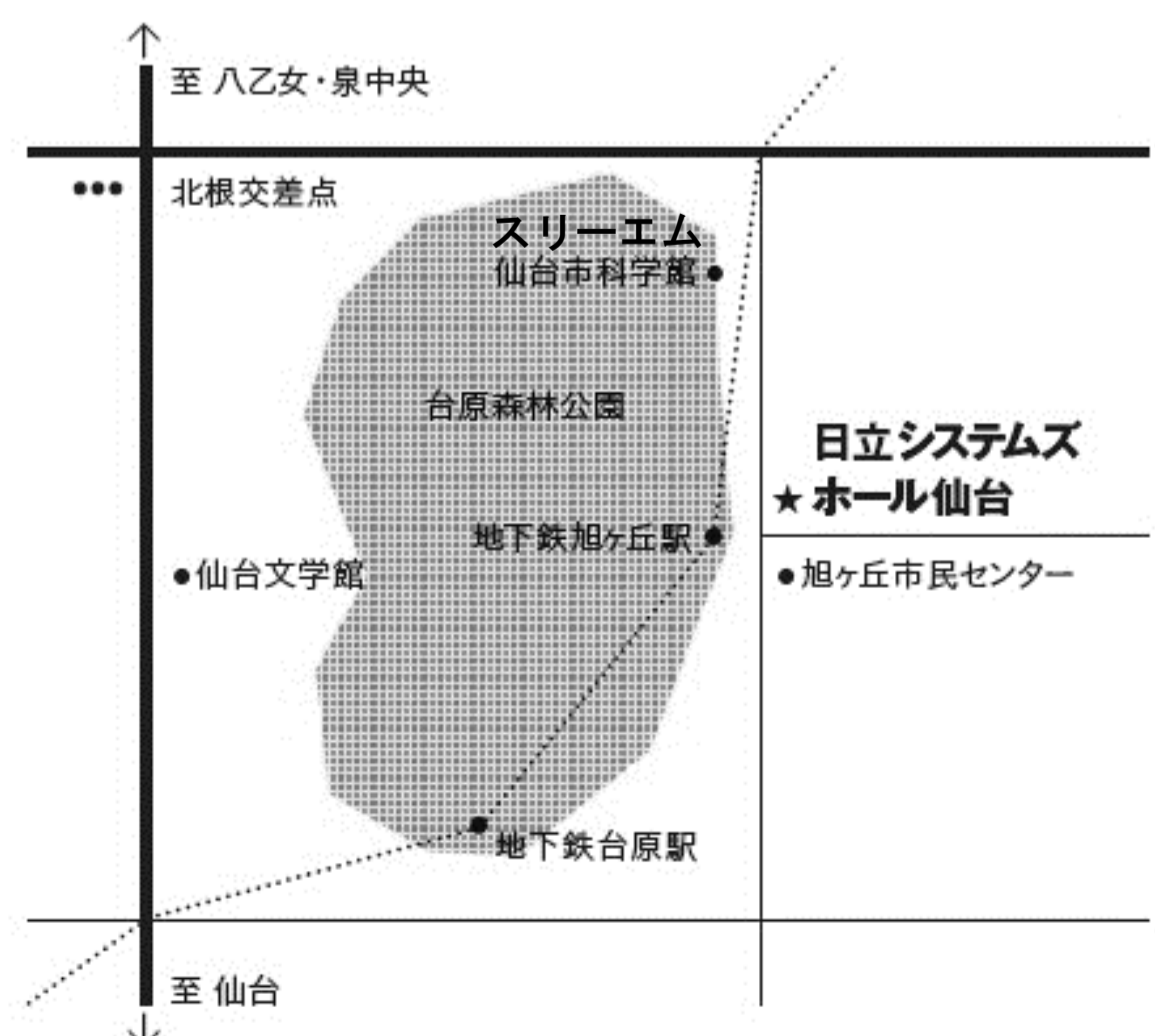 至 八乙女・泉中央
北根交差点
スリーエム
仙台市科学館
台原森林公園
日立システムズ
★ホール仙台
地下鉄旭ヶ丘駅
仙台文学館
旭ヶ丘市民センター
地下鉄台原駅
至 仙台